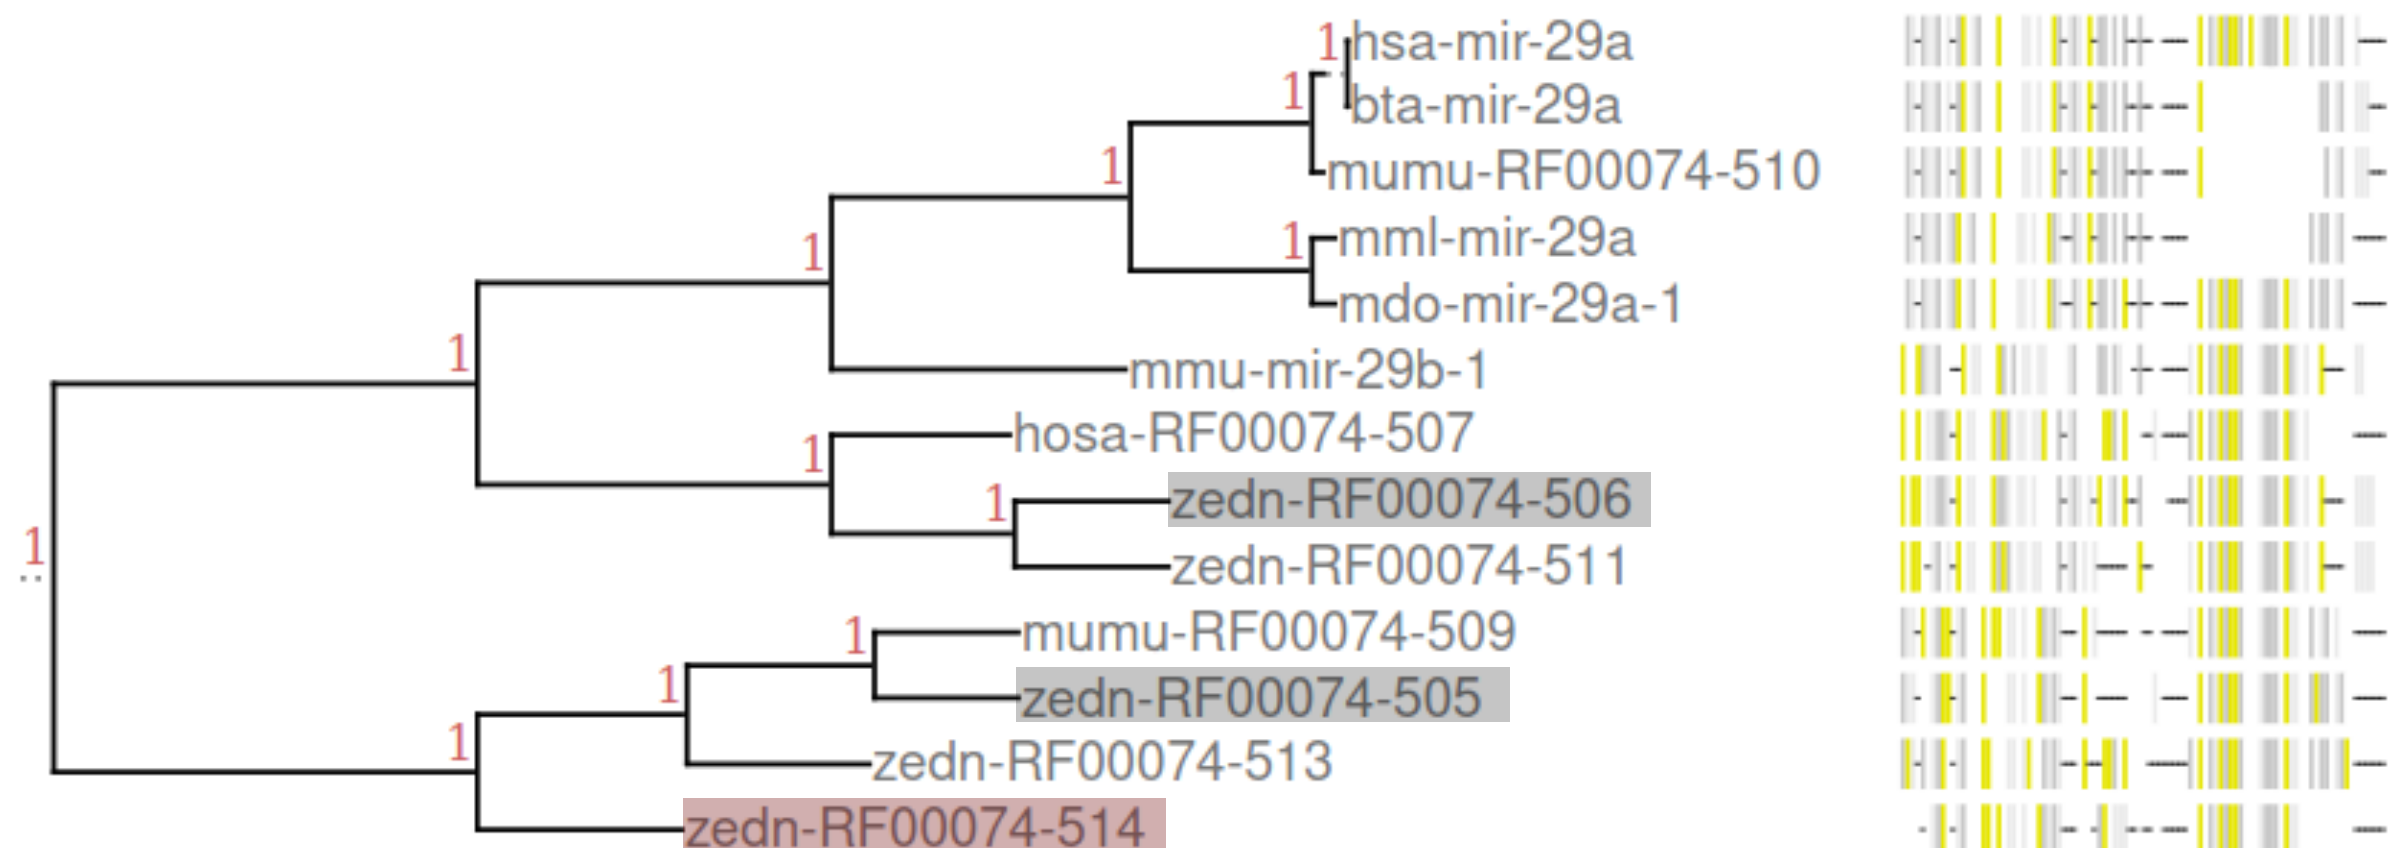 1 hsa-mir-29a
1 bta-mir-29a
1 mumu-RF00074-510
1 mml-mir-29a
1 mdo-mir-29a-1
1 mmu-mir-29b-1
1 hosa-RF00074-507
1 zedn-RF00074-506
1 zedn-RF00074-511
1 mumu-RF00074-509
1 zedn-RF00074-505
1 zedn-RF00074-513
zedn-RF00074-514